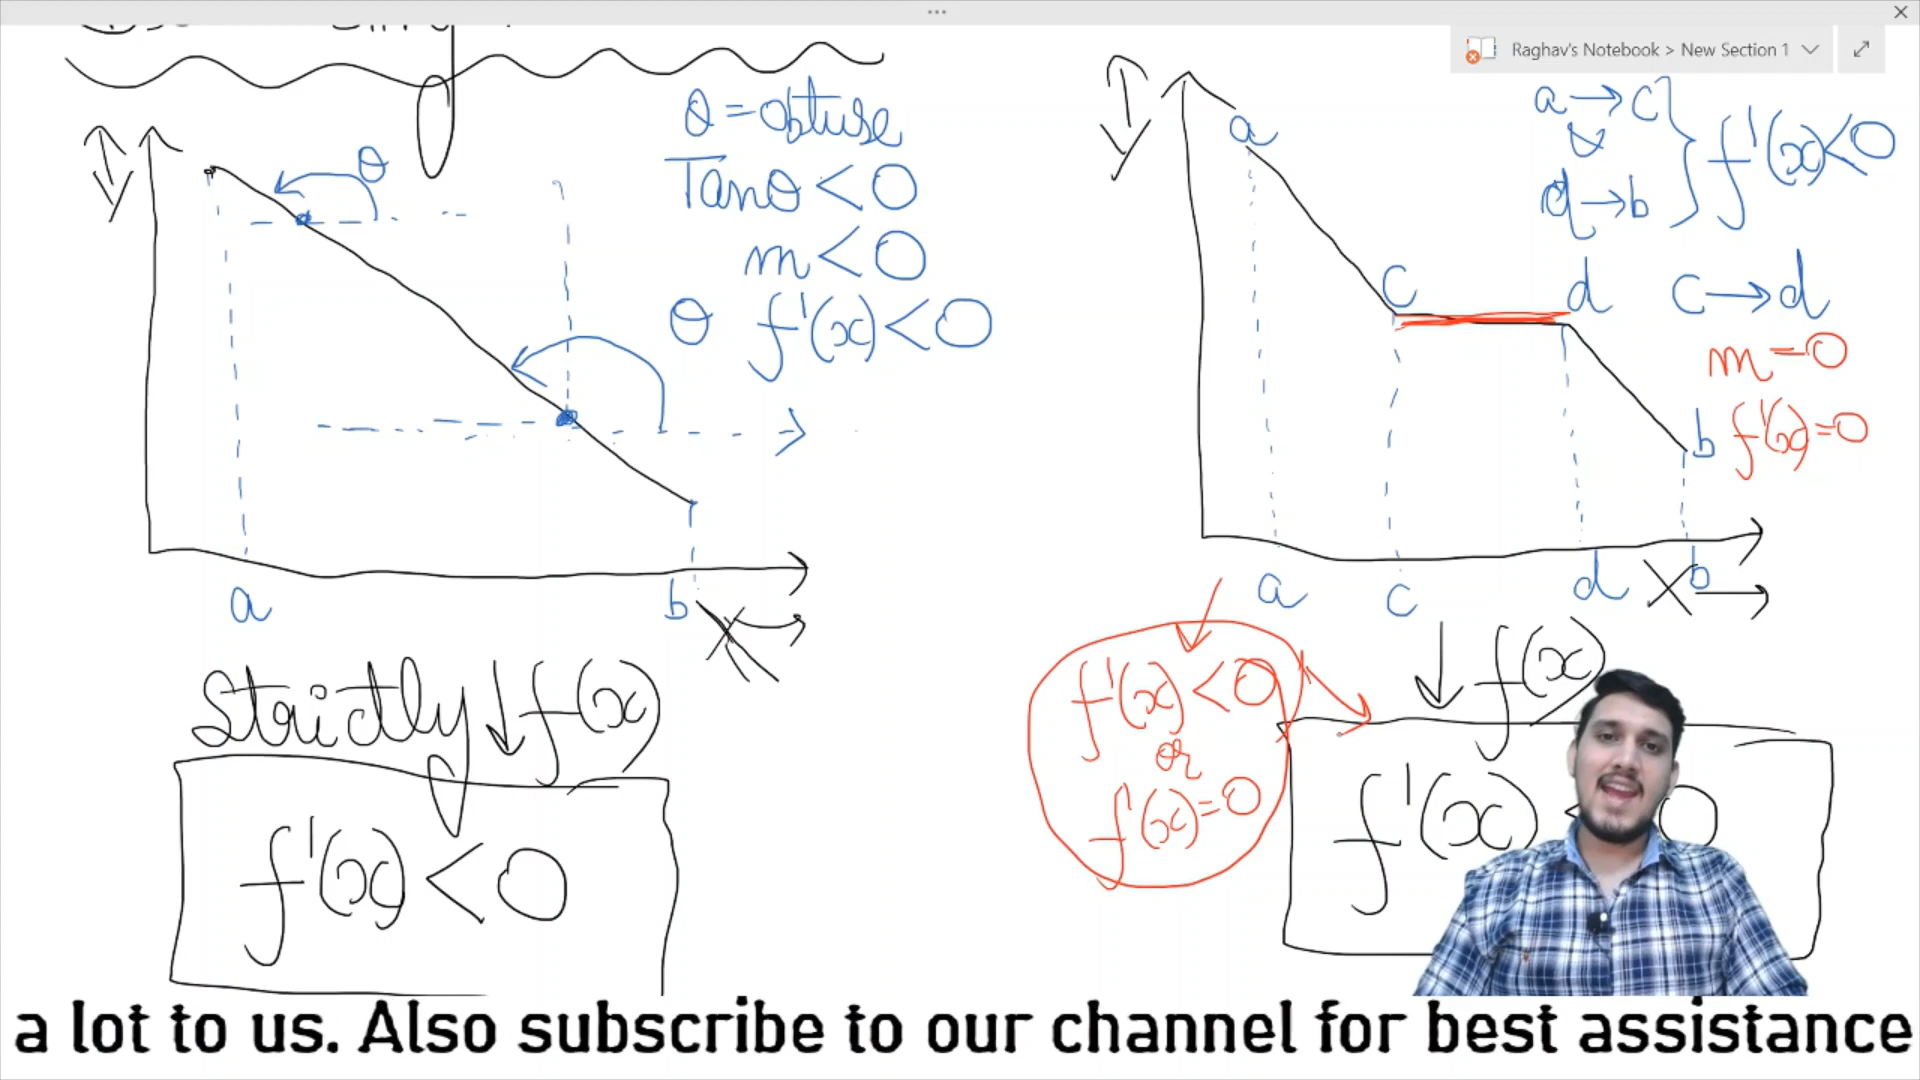 Raghav's Notebook > New Section 1
θ = obtuse
Tanθ < 0
m < 0
θ f'(x) < 0
θ
y
a
b
X
Strictly ↓ f(x)
f'(x) < 0
y
a → c
d → b
f'(x) < 0
a
c
d
c → d
m = 0
f'(x) = 0
b
a
c
d
X
b
f'(x) < 0
or
f'(x) = 0
↓ f(x)
f'(x)
0
a lot to us. Also subscribe to our channel for best assistance